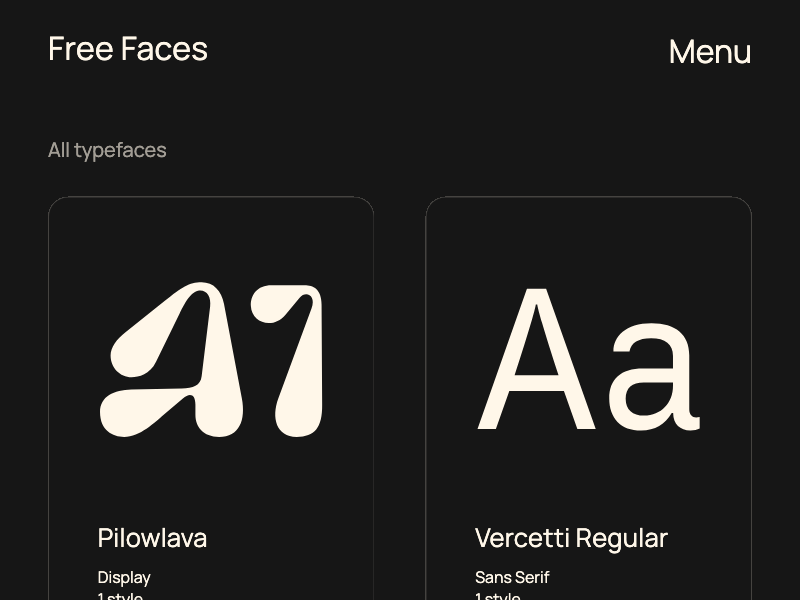 Free Faces
Menu
All typefaces
Aa
Pilowlava
Display
1 style
Aa
Vercetti Regular
Sans Serif
1 style